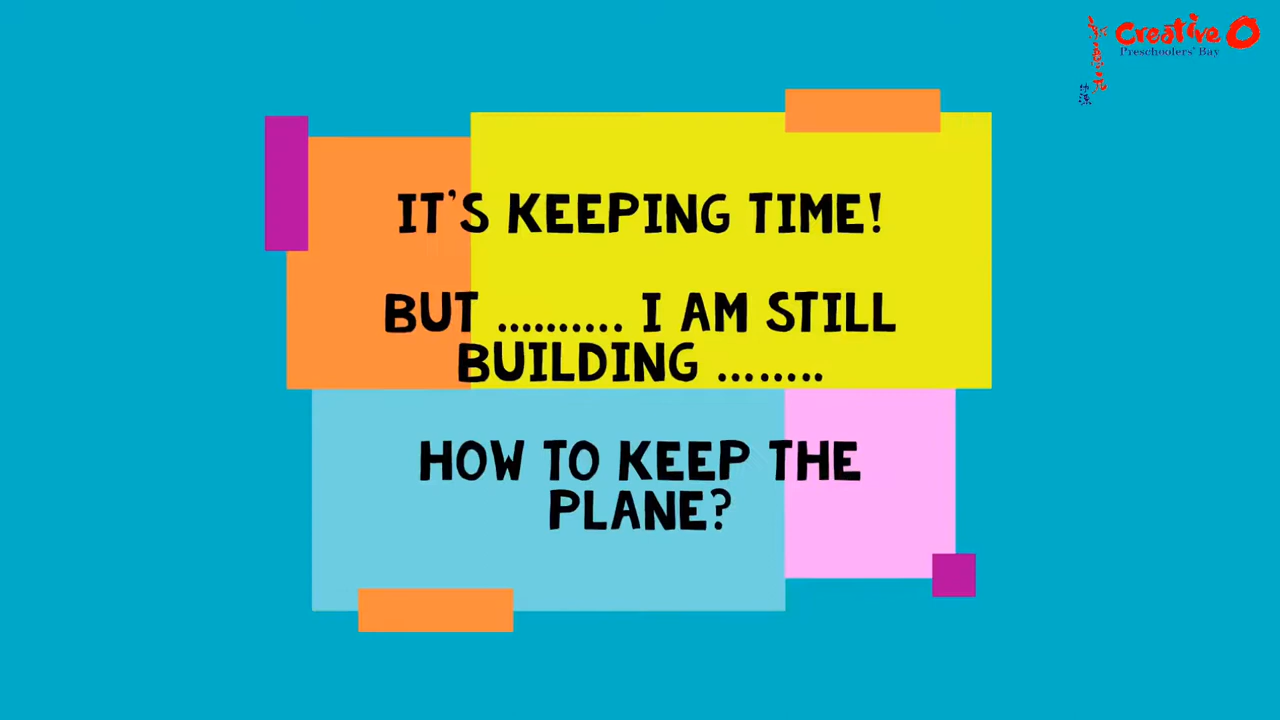 Creative O
Preschoolers' Bay
IT'S KEEPING TIME!
BUT .......... I AM STILL
BUILDING ........
HOW TO KEEP THE
PLANE?